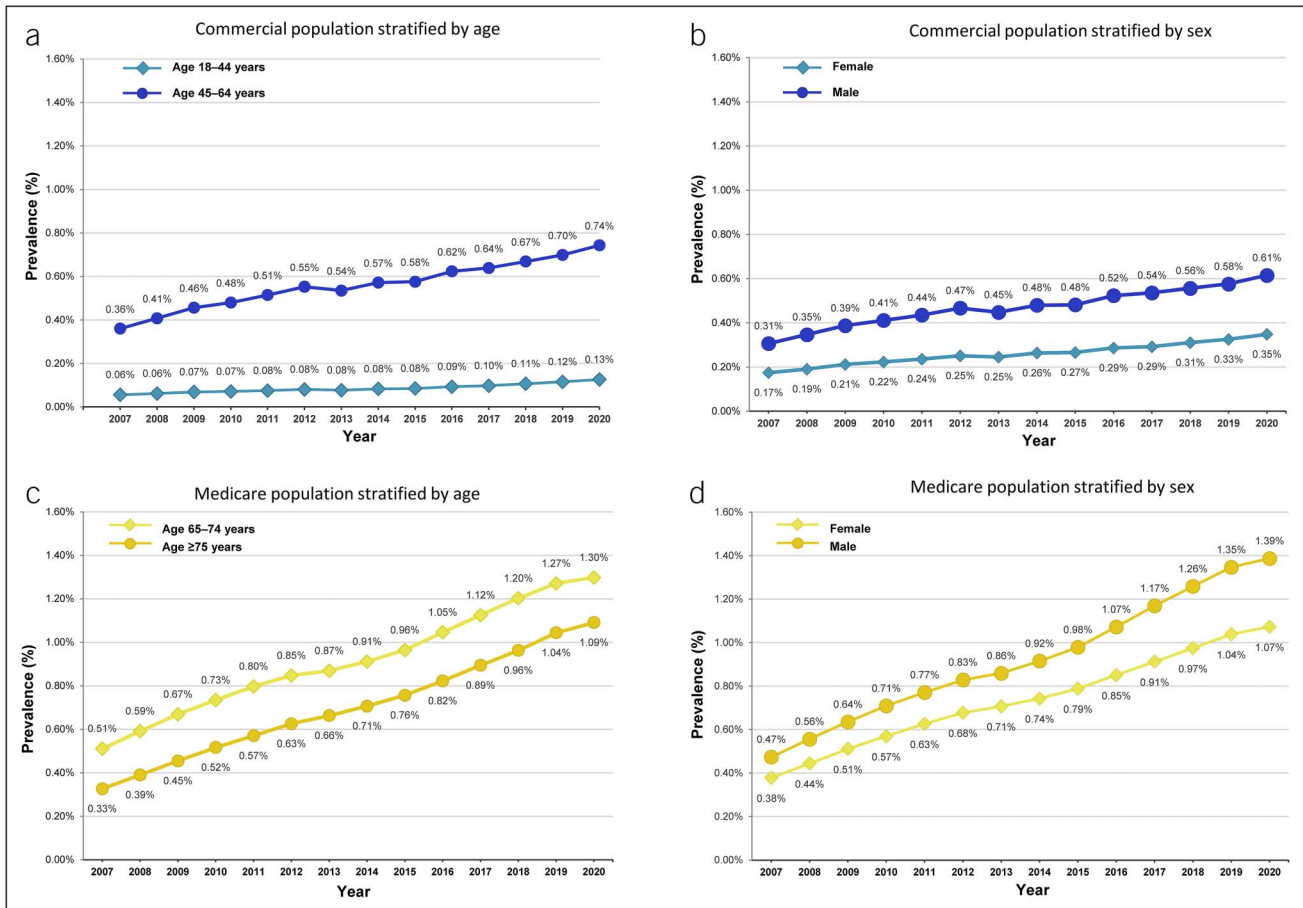 a
Commercial population stratified by age
1.60%
1.40%
1.20%
1.00%
0.80%
0.60%
0.40%
0.20%
0.00%
Prevalence (%)
Age 18–44 years
Age 45–64 years
0.36% 0.41% 0.46% 0.48% 0.51% 0.55% 0.54% 0.57% 0.58% 0.62% 0.64% 0.67% 0.70% 0.74%
0.06% 0.06% 0.07% 0.07% 0.08% 0.08% 0.08% 0.08% 0.08% 0.09% 0.10% 0.11% 0.12% 0.13%
2007 2008 2009 2010 2011 2012 2013 2014 2015 2016 2017 2018 2019 2020
Year
b
Commercial population stratified by sex
1.60%
1.40%
1.20%
1.00%
0.80%
0.60%
0.40%
0.20%
0.00%
Prevalence (%)
Female
Male
0.31% 0.35% 0.39% 0.41% 0.44% 0.47% 0.45% 0.48% 0.48% 0.52% 0.54% 0.56% 0.58% 0.61%
0.17% 0.19% 0.21% 0.22% 0.24% 0.25% 0.25% 0.26% 0.27% 0.29% 0.29% 0.31% 0.33% 0.35%
2007 2008 2009 2010 2011 2012 2013 2014 2015 2016 2017 2018 2019 2020
Year
c
Medicare population stratified by age
1.60%
1.40%
1.20%
1.00%
0.80%
0.60%
0.40%
0.20%
0.00%
Prevalence (%)
Age 65–74 years
Age ≥75 years
0.51% 0.59% 0.67% 0.73% 0.80% 0.85% 0.87% 0.91% 0.96% 1.05% 1.12% 1.20% 1.27% 1.30%
0.33% 0.39% 0.45% 0.52% 0.57% 0.63% 0.66% 0.71% 0.76% 0.82% 0.89% 0.96% 1.04% 1.09%
2007 2008 2009 2010 2011 2012 2013 2014 2015 2016 2017 2018 2019 2020
Year
d
Medicare population stratified by sex
1.60%
1.40%
1.20%
1.00%
0.80%
0.60%
0.40%
0.20%
0.00%
Prevalence (%)
Female
Male
0.47% 0.56% 0.64% 0.71% 0.77% 0.83% 0.86% 0.92% 0.98% 1.07% 1.17% 1.26% 1.35% 1.39%
0.38% 0.44% 0.51% 0.57% 0.63% 0.68% 0.71% 0.74% 0.79% 0.85% 0.91% 0.97% 1.04% 1.07%
2007 2008 2009 2010 2011 2012 2013 2014 2015 2016 2017 2018 2019 2020
Year